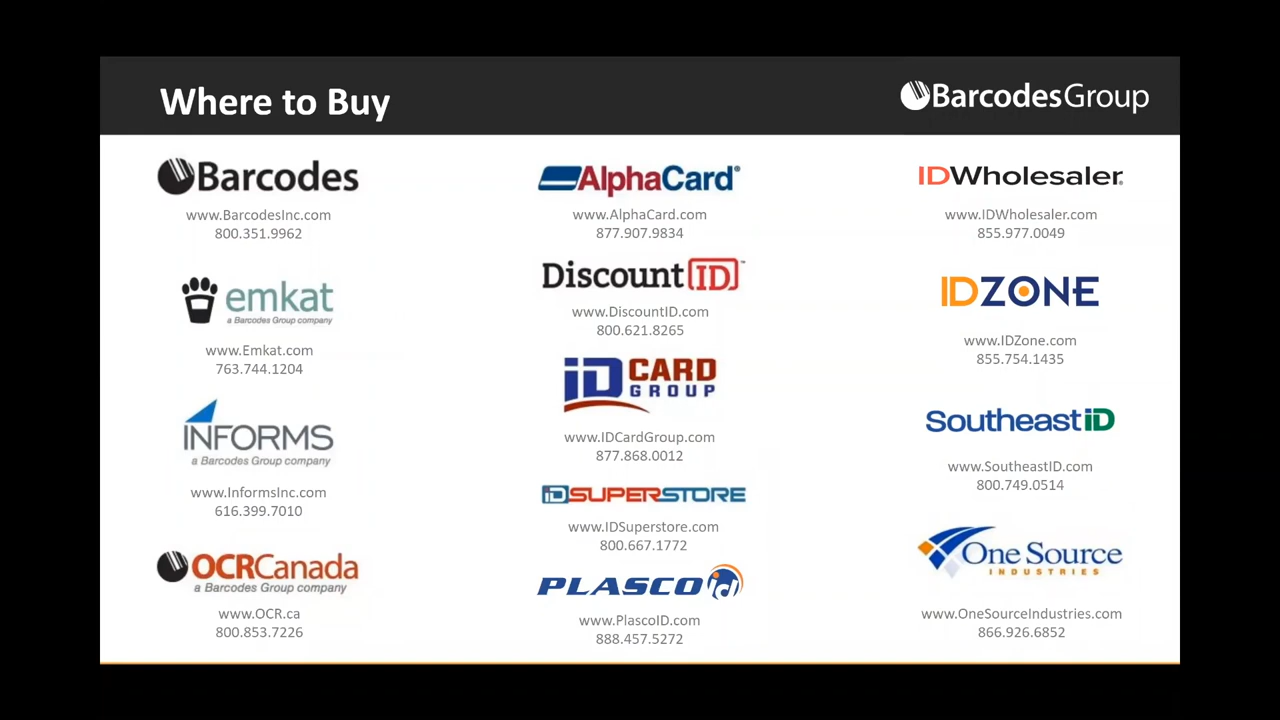 Where to Buy
BarcodesGroup
Barcodes
www.BarcodesInc.com
800.351.9962
emkat
a Barcodes Group company
www.Emkat.com
763.744.1204
INFORMS
a Barcodes Group company
www.InformsInc.com
616.399.7010
OCRCanada
a Barcodes Group company
www.OCR.ca
800.853.7226
AlphaCard®
www.AlphaCard.com
877.907.9834
Discount ID™
www.DiscountID.com
800.621.8265
iD CARD
GROUP
www.IDCardGroup.com
877.868.0012
iD SUPERSTORE
www.IDSuperstore.com
800.667.1772
PLASCO id
www.PlascoID.com
888.457.5272
IDWholesaler®
www.IDWholesaler.com
855.977.0049
IDZONE
www.IDZone.com
855.754.1435
SoutheastiD
www.SoutheastID.com
800.749.0514
One Source
INDUSTRIES
www.OneSourceIndustries.com
866.926.6852